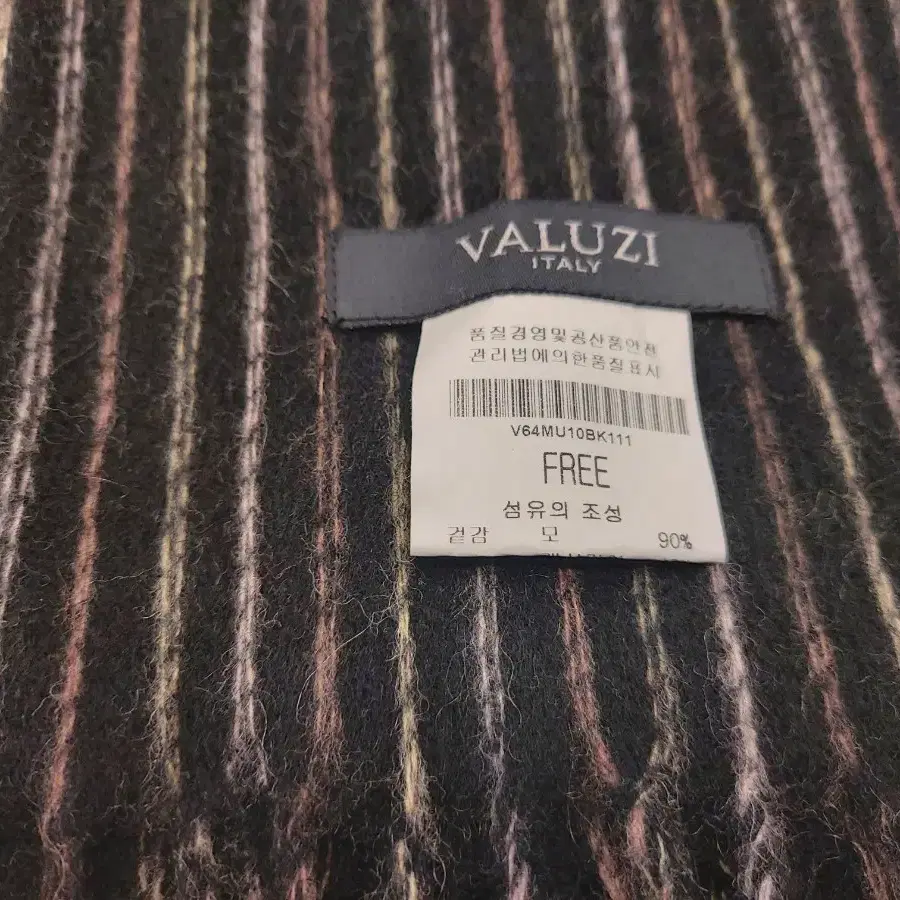 VALUZI
ITALY
품질경영및공산품안전
관리법에의한품질표시
V64MU10BK111
FREE
섬유의 조성
겉감 모 90%